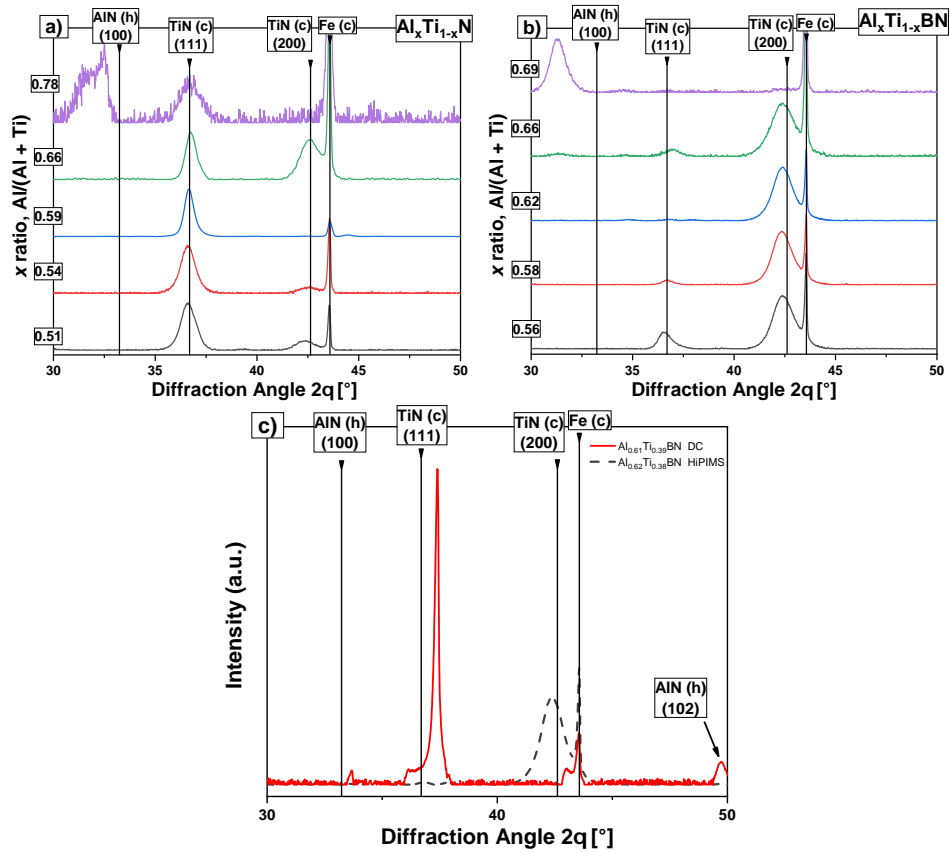 a)
AlN (h)
(100)
TiN (c)
(111)
TiN (c)
(200)
Fe (c)
AlxTi1-xN
0.78
0.66
0.59
0.54
0.51
x ratio, Al/(Al + Ti)
30 35 40 45 50
Diffraction Angle 2q [°]
b)
AlN (h)
(100)
TiN (c)
(111)
TiN (c)
(200)
Fe (c)
AlxTi1-xBN
0.69
0.66
0.62
0.58
0.56
x ratio, Al/(Al + Ti)
30 35 40 45 50
Diffraction Angle 2q [°]
c)
AlN (h)
(100)
TiN (c)
(111)
TiN (c)
(200)
Fe (c)
Al0.61Ti0.39BN DC
Al0.62Ti0.38BN HiPIMS
AlN (h)
(102)
Intensity (a.u.)
30 40 50
Diffraction Angle 2q [°]